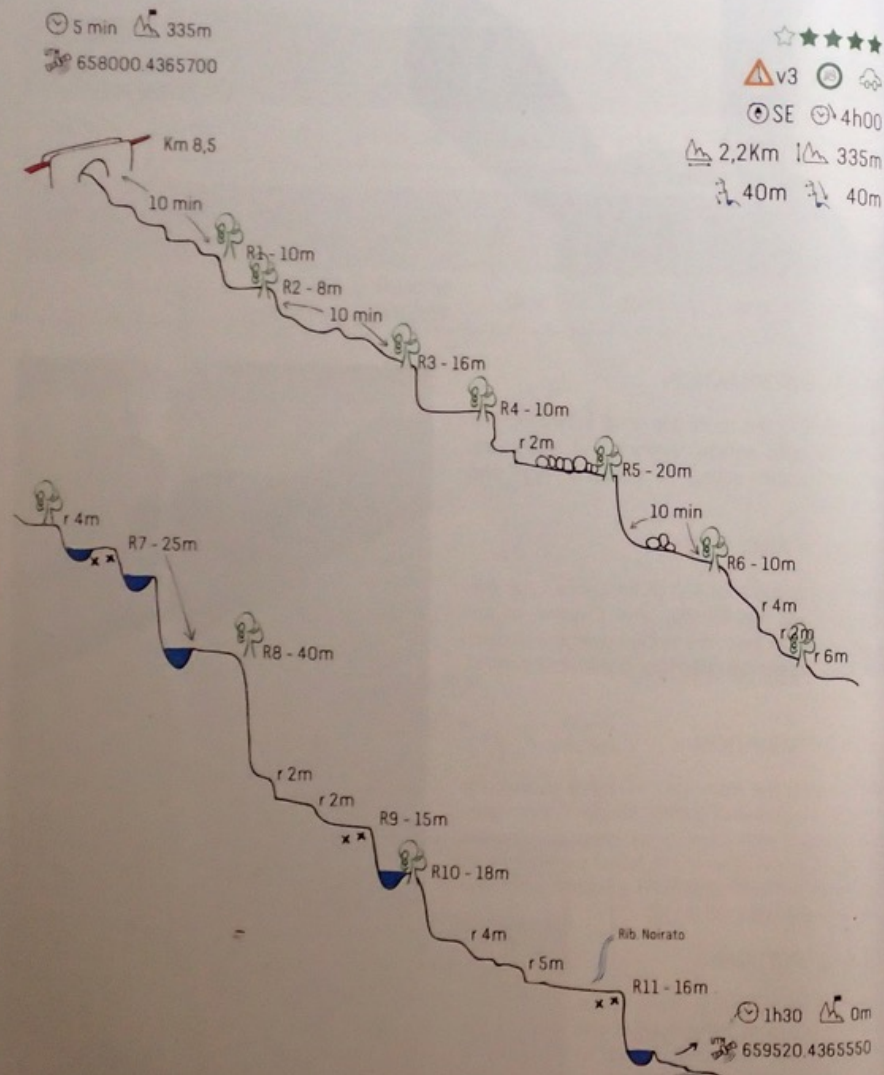 5 min 335m
658000.4365700
v3
SE 4h00
2,2Km 335m
40m 40m
Km 8,5
10 min
R1 - 10m
R2 - 8m
10 min
R3 - 16m
R4 - 10m
r 2m
R5 - 20m
10 min
R6 - 10m
r 4m
r 2m
r 6m
r 4m
R7 - 25m
x x
R8 - 40m
r 2m
r 2m
R9 - 15m
x x
R10 - 18m
r 4m
r 5m
Rib. Noirato
R11 - 16m
x x
1h30 0m
659520.4365550